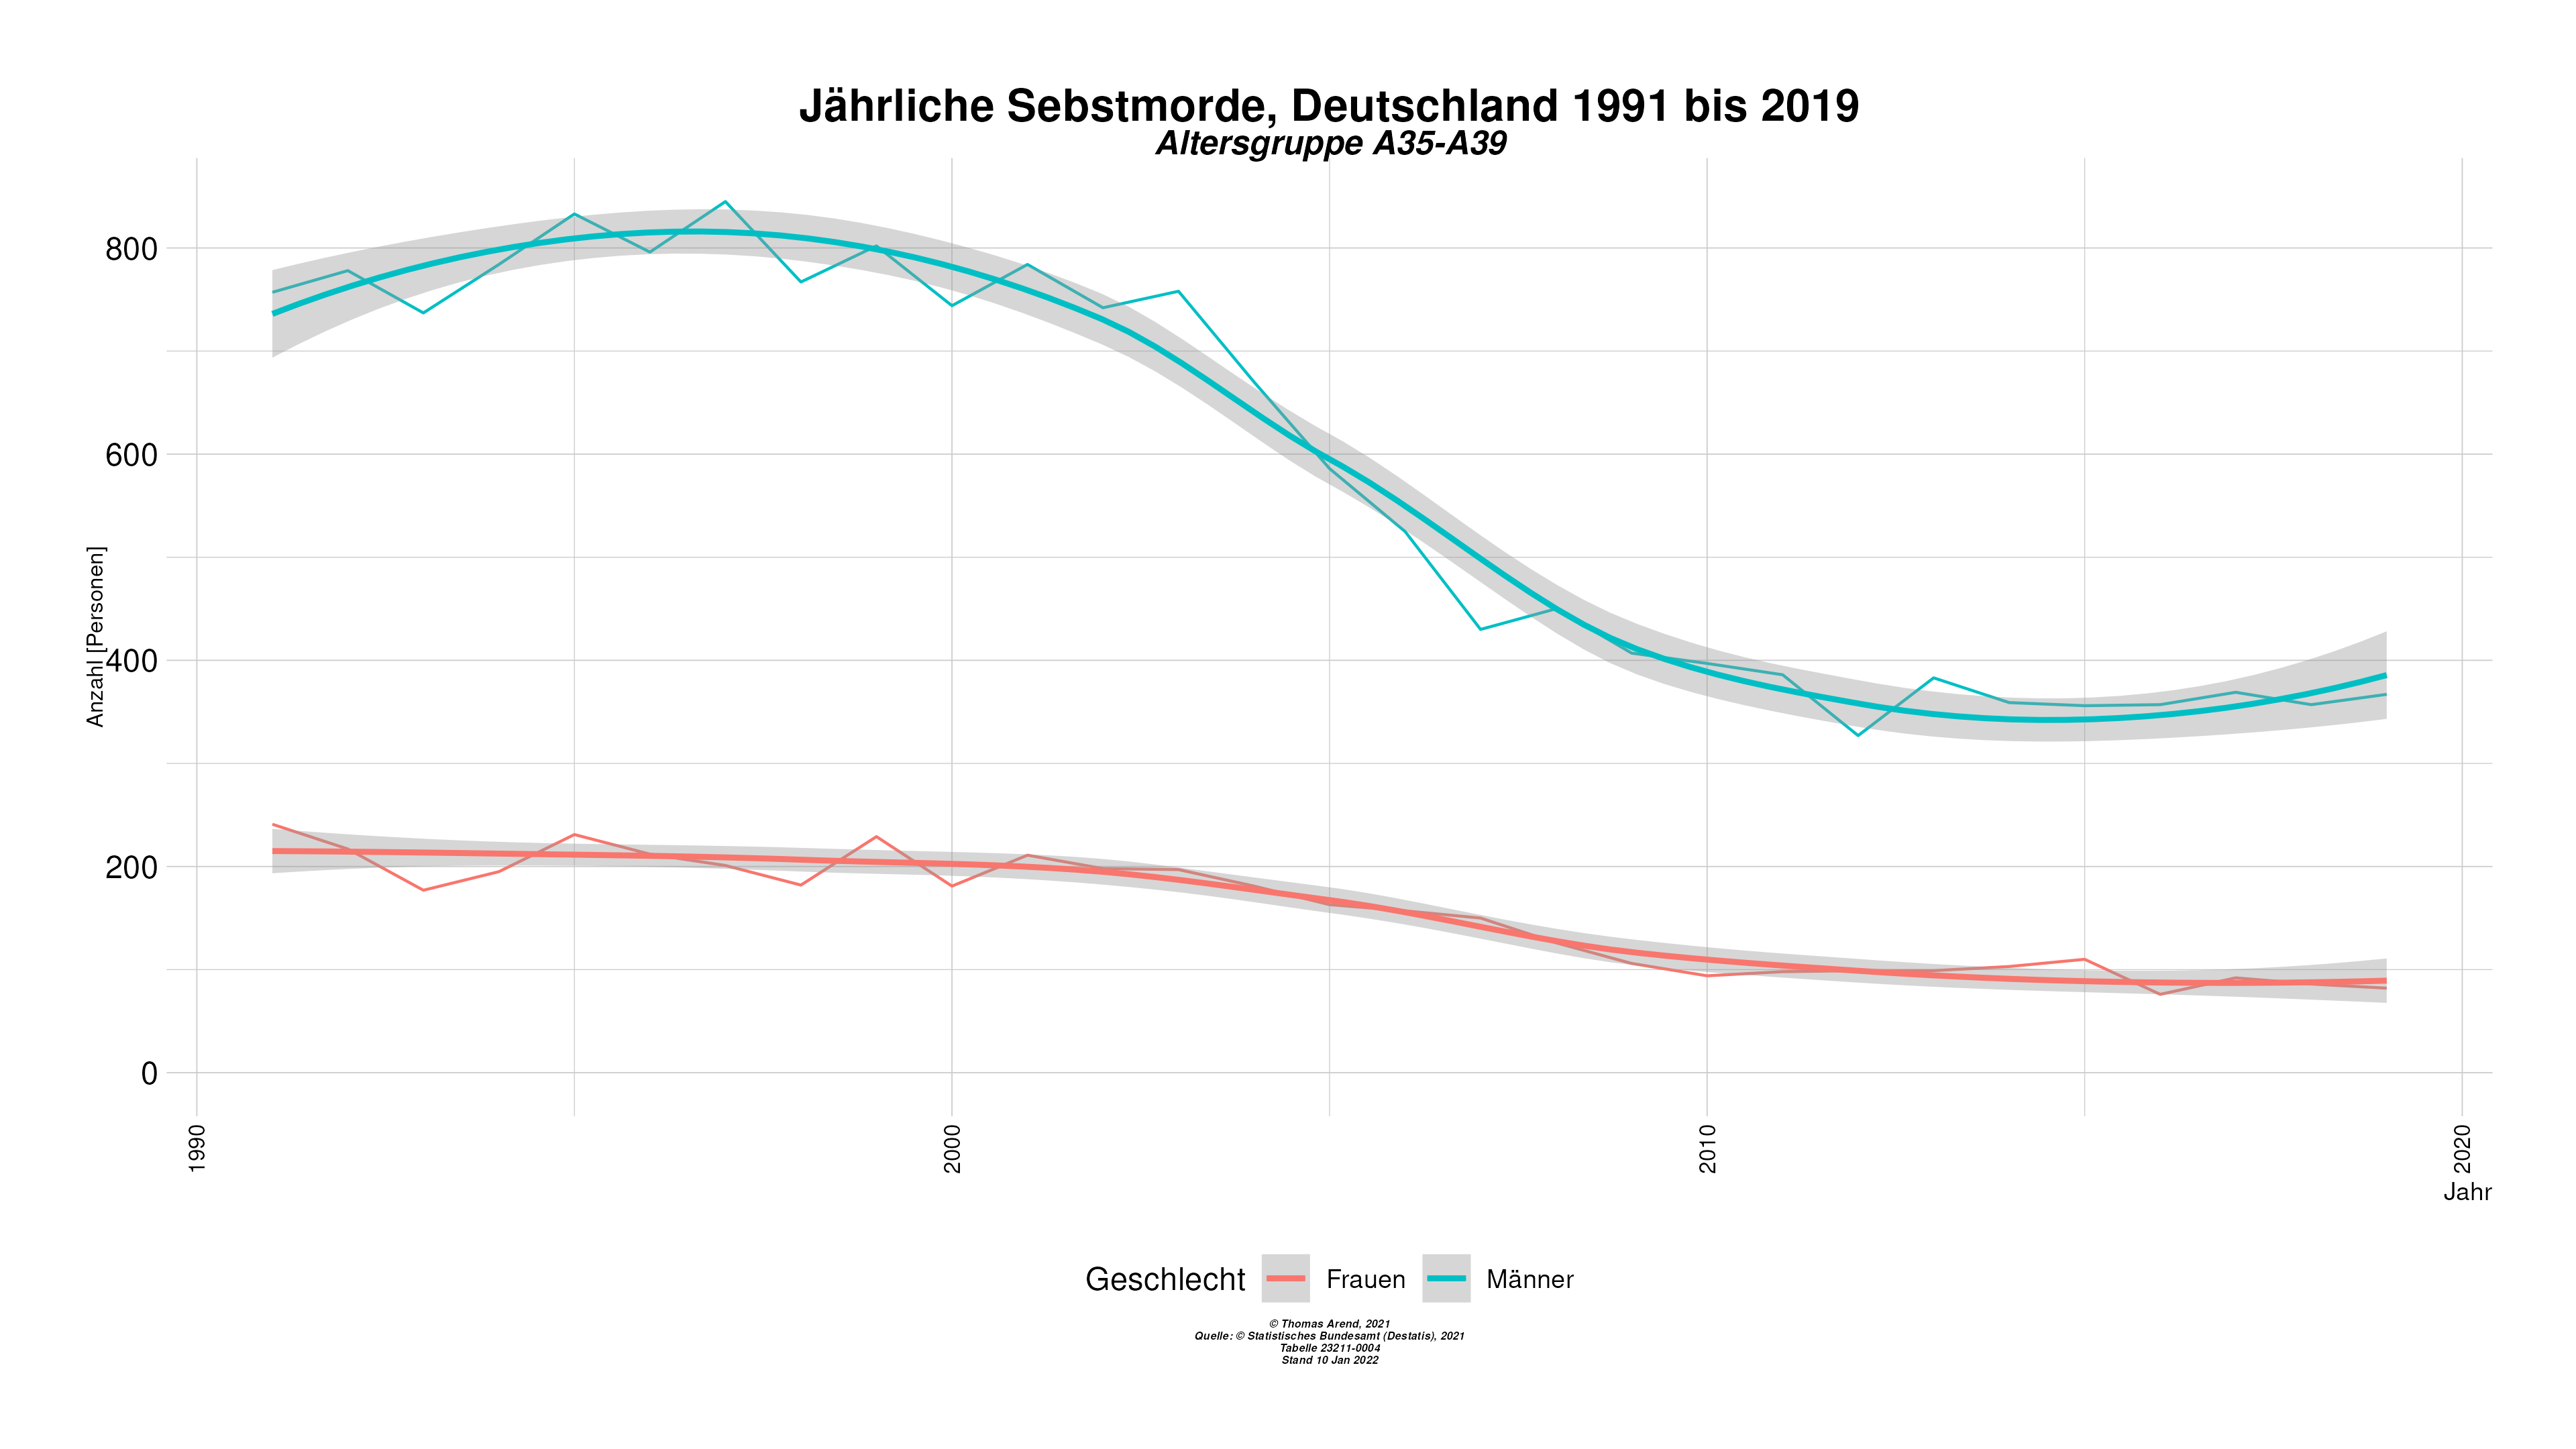 Jährliche Sebstmorde, Deutschland 1991 bis 2019
Altersgruppe A35-A39
Anzahl [Personen]
800
600
400
200
0
1990
2000
2010
2020
Jahr
Geschlecht Frauen Männer
© Thomas Arend, 2021
Quelle: © Statistisches Bundesamt (Destatis), 2021
Tabelle 23211-0004
Stand 10 Jan 2022